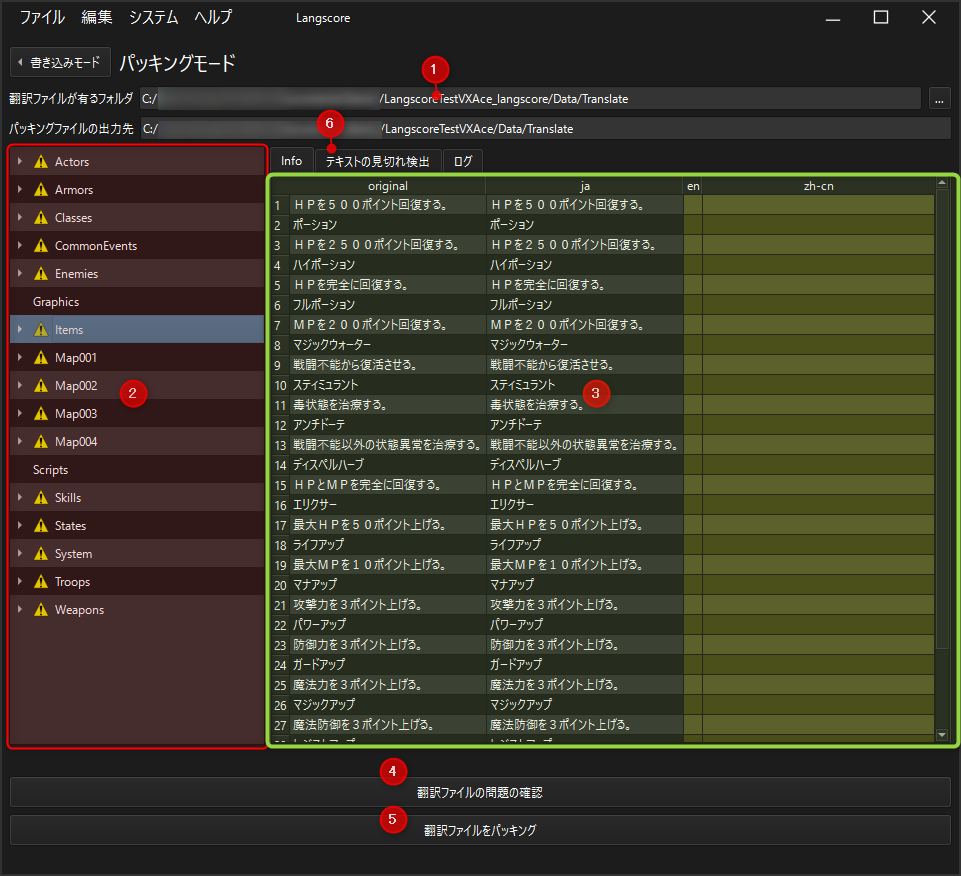 ファイル 編集 システム ヘルプ Langscore
書き込みモード パッキングモード
1
翻訳ファイルが有るフォルダ C:/ /LangscoreTestVXAce_langscore/Data/Translate ...
6
パッキングファイルの出力先 C:/ /LangscoreTestVXAce/Data/Translate
Actors
Armors
Classes
CommonEvents
Enemies
Graphics
Items
Map001
Map002
2
Map003
Map004
Scripts
Skills
States
System
Troops
Weapons
Info テキストの見切れ検出 ログ
original ja en zh-cn
1 ＨＰを５００ポイント回復する。 ＨＰを５００ポイント回復する。
2 ポーション ポーション
3 ＨＰを２５００ポイント回復する。 ＨＰを２５００ポイント回復する。
4 ハイポーション ハイポーション
5 ＨＰを完全に回復する。 ＨＰを完全に回復する。
6 フルポーション フルポーション
7 ＭＰを２００ポイント回復する。 ＭＰを２００ポイント回復する。
8 マジックウォーター マジックウォーター
9 戦闘不能から復活させる。 戦闘不能から復活させる。
10 スティミュラント スティミュラント
3
11 毒状態を治療する。 毒状態を治療する。
12 アンチドーテ アンチドーテ
13 戦闘不能以外の状態異常を治療する。 戦闘不能以外の状態異常を治療する。
14 ディスペルハーブ ディスペルハーブ
15 ＨＰとＭＰを完全に回復する。 ＨＰとＭＰを完全に回復する。
16 エリクサー エリクサー
17 最大ＨＰを５０ポイント上げる。 最大ＨＰを５０ポイント上げる。
18 ライフアップ ライフアップ
19 最大ＭＰを１０ポイント上げる。 最大ＭＰを１０ポイント上げる。
20 マナアップ マナアップ
21 攻撃力を３ポイント上げる。 攻撃力を３ポイント上げる。
22 パワーアップ パワーアップ
23 防御力を３ポイント上げる。 防御力を３ポイント上げる。
24 ガードアップ ガードアップ
25 魔法力を３ポイント上げる。 魔法力を３ポイント上げる。
26 マジックアップ マジックアップ
27 魔法防御を３ポイント上げる。 魔法防御を３ポイント上げる。
4
翻訳ファイルの問題の確認
5
翻訳ファイルをパッキング